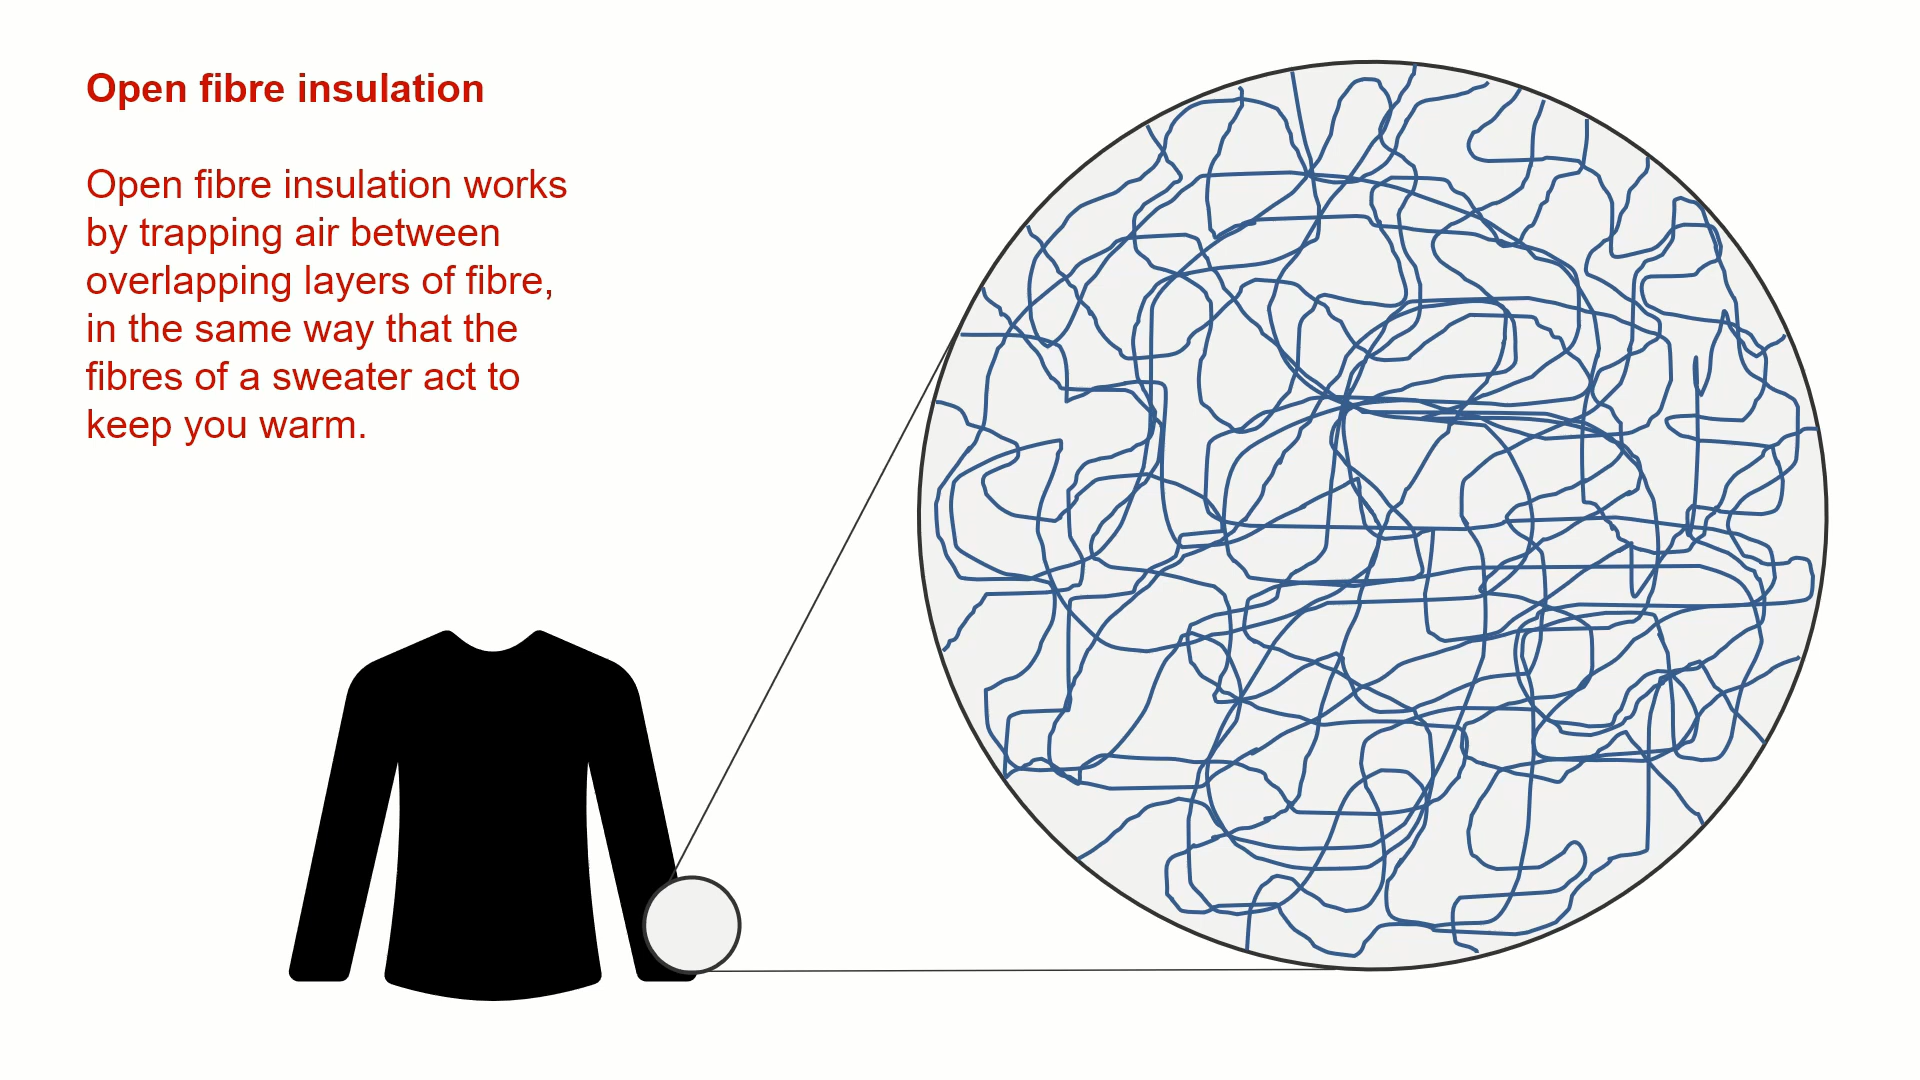 Open fibre insulation
Open fibre insulation works
by trapping air between
overlapping layers of fibre,
in the same way that the
fibres of a sweater act to
keep you warm.